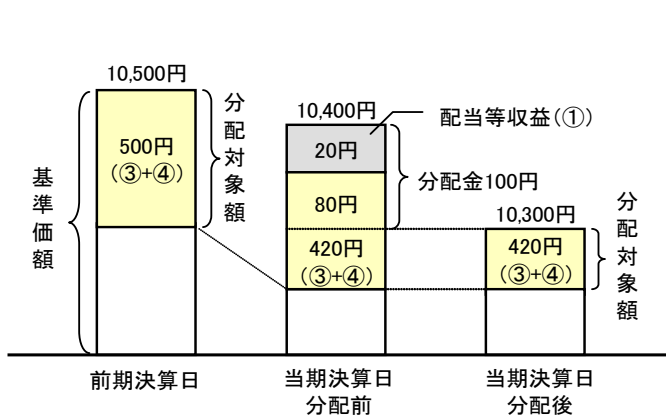 10,500円
500円
(③+④)
分配対象額
基準価額
前期決算日
10,400円
配当等収益(①)
20円
80円
分配金100円
420円
(③+④)
当期決算日
分配前
10,300円
420円
(③+④)
分配対象額
当期決算日
分配後